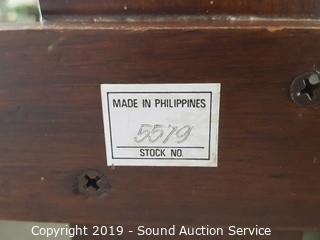 MADE IN PHILIPPINES
5579
STOCK NO.
Copyright 2019 - Sound Auction Service